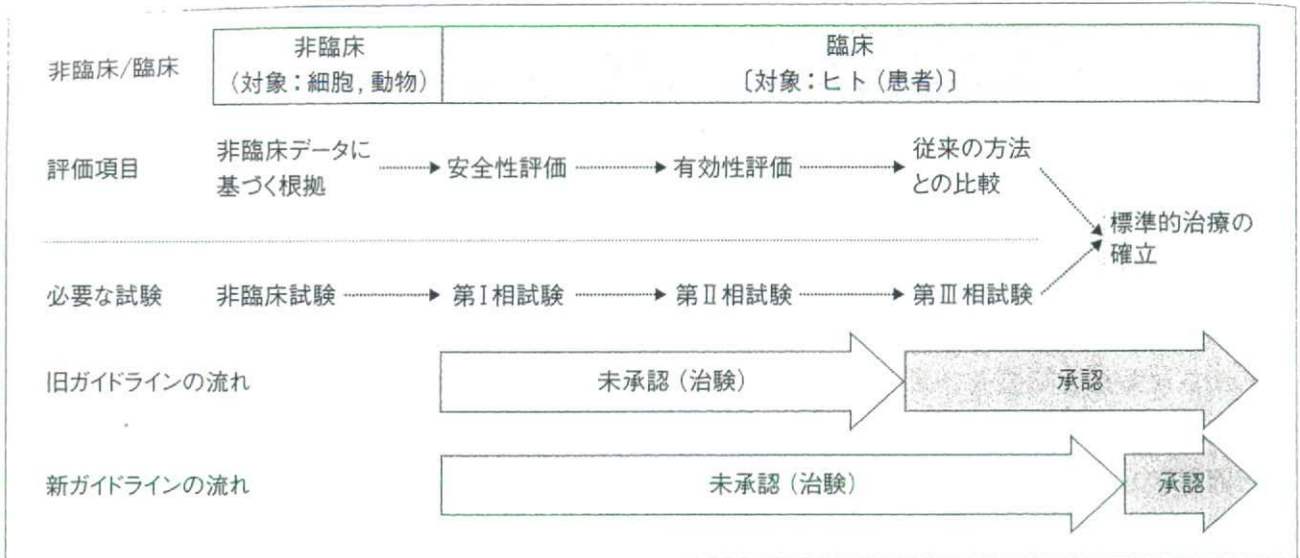 非臨床/臨床
非臨床
(対象：細胞, 動物)
臨床
〔対象：ヒト (患者)〕
評価項目
非臨床データに
基づく根拠
安全性評価
有効性評価
従来の方法
との比較
標準的治療の
確立
必要な試験
非臨床試験
第Ⅰ相試験
第Ⅱ相試験
第Ⅲ相試験
旧ガイドラインの流れ
未承認 (治験)
承認
新ガイドラインの流れ
未承認 (治験)
承認